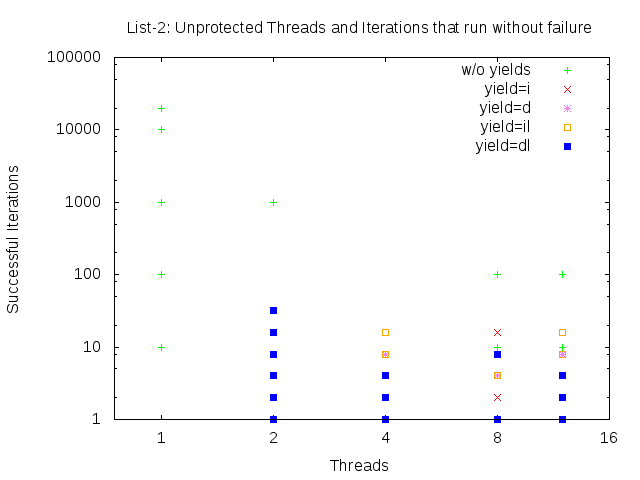 List-2: Unprotected Threads and Iterations that run without failure
100000
10000
1000
100
10
1
Successful Iterations
w/o yields
yield=i
yield=d
yield=il
yield=dl
1 2 4 8 16
Threads